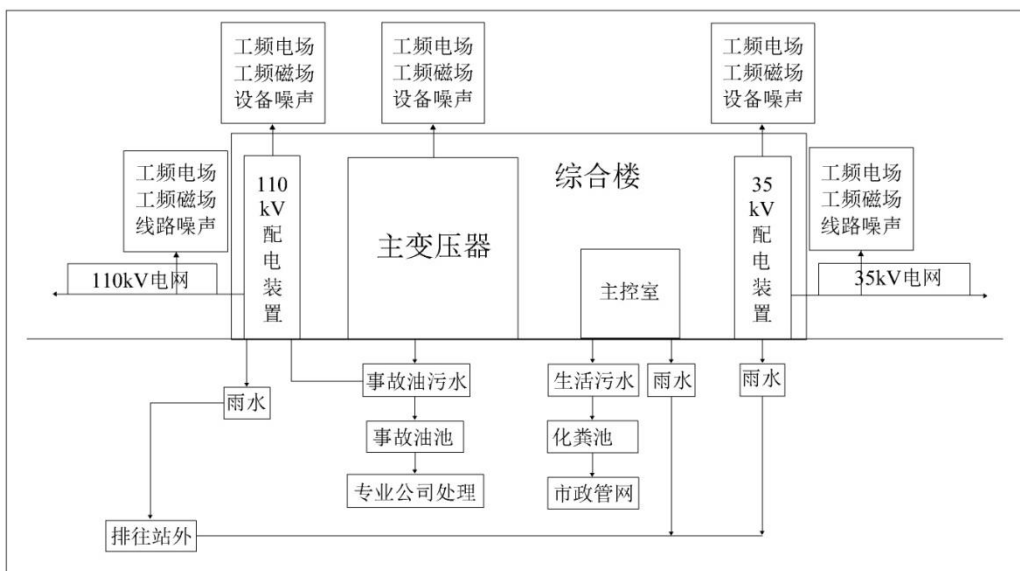 工频电场
工频磁场
设备噪声
工频电场
工频磁场
设备噪声
工频电场
工频磁场
设备噪声
工频电场
工频磁场
线路噪声
110
kV
配
电
装
置
主变压器
综合楼
主控室
35
kV
配
电
装
置
工频电场
工频磁场
线路噪声
110kV电网
35kV电网
雨水
事故油污水
生活污水
雨水
雨水
事故油池
化粪池
专业公司处理
市政管网
排往站外